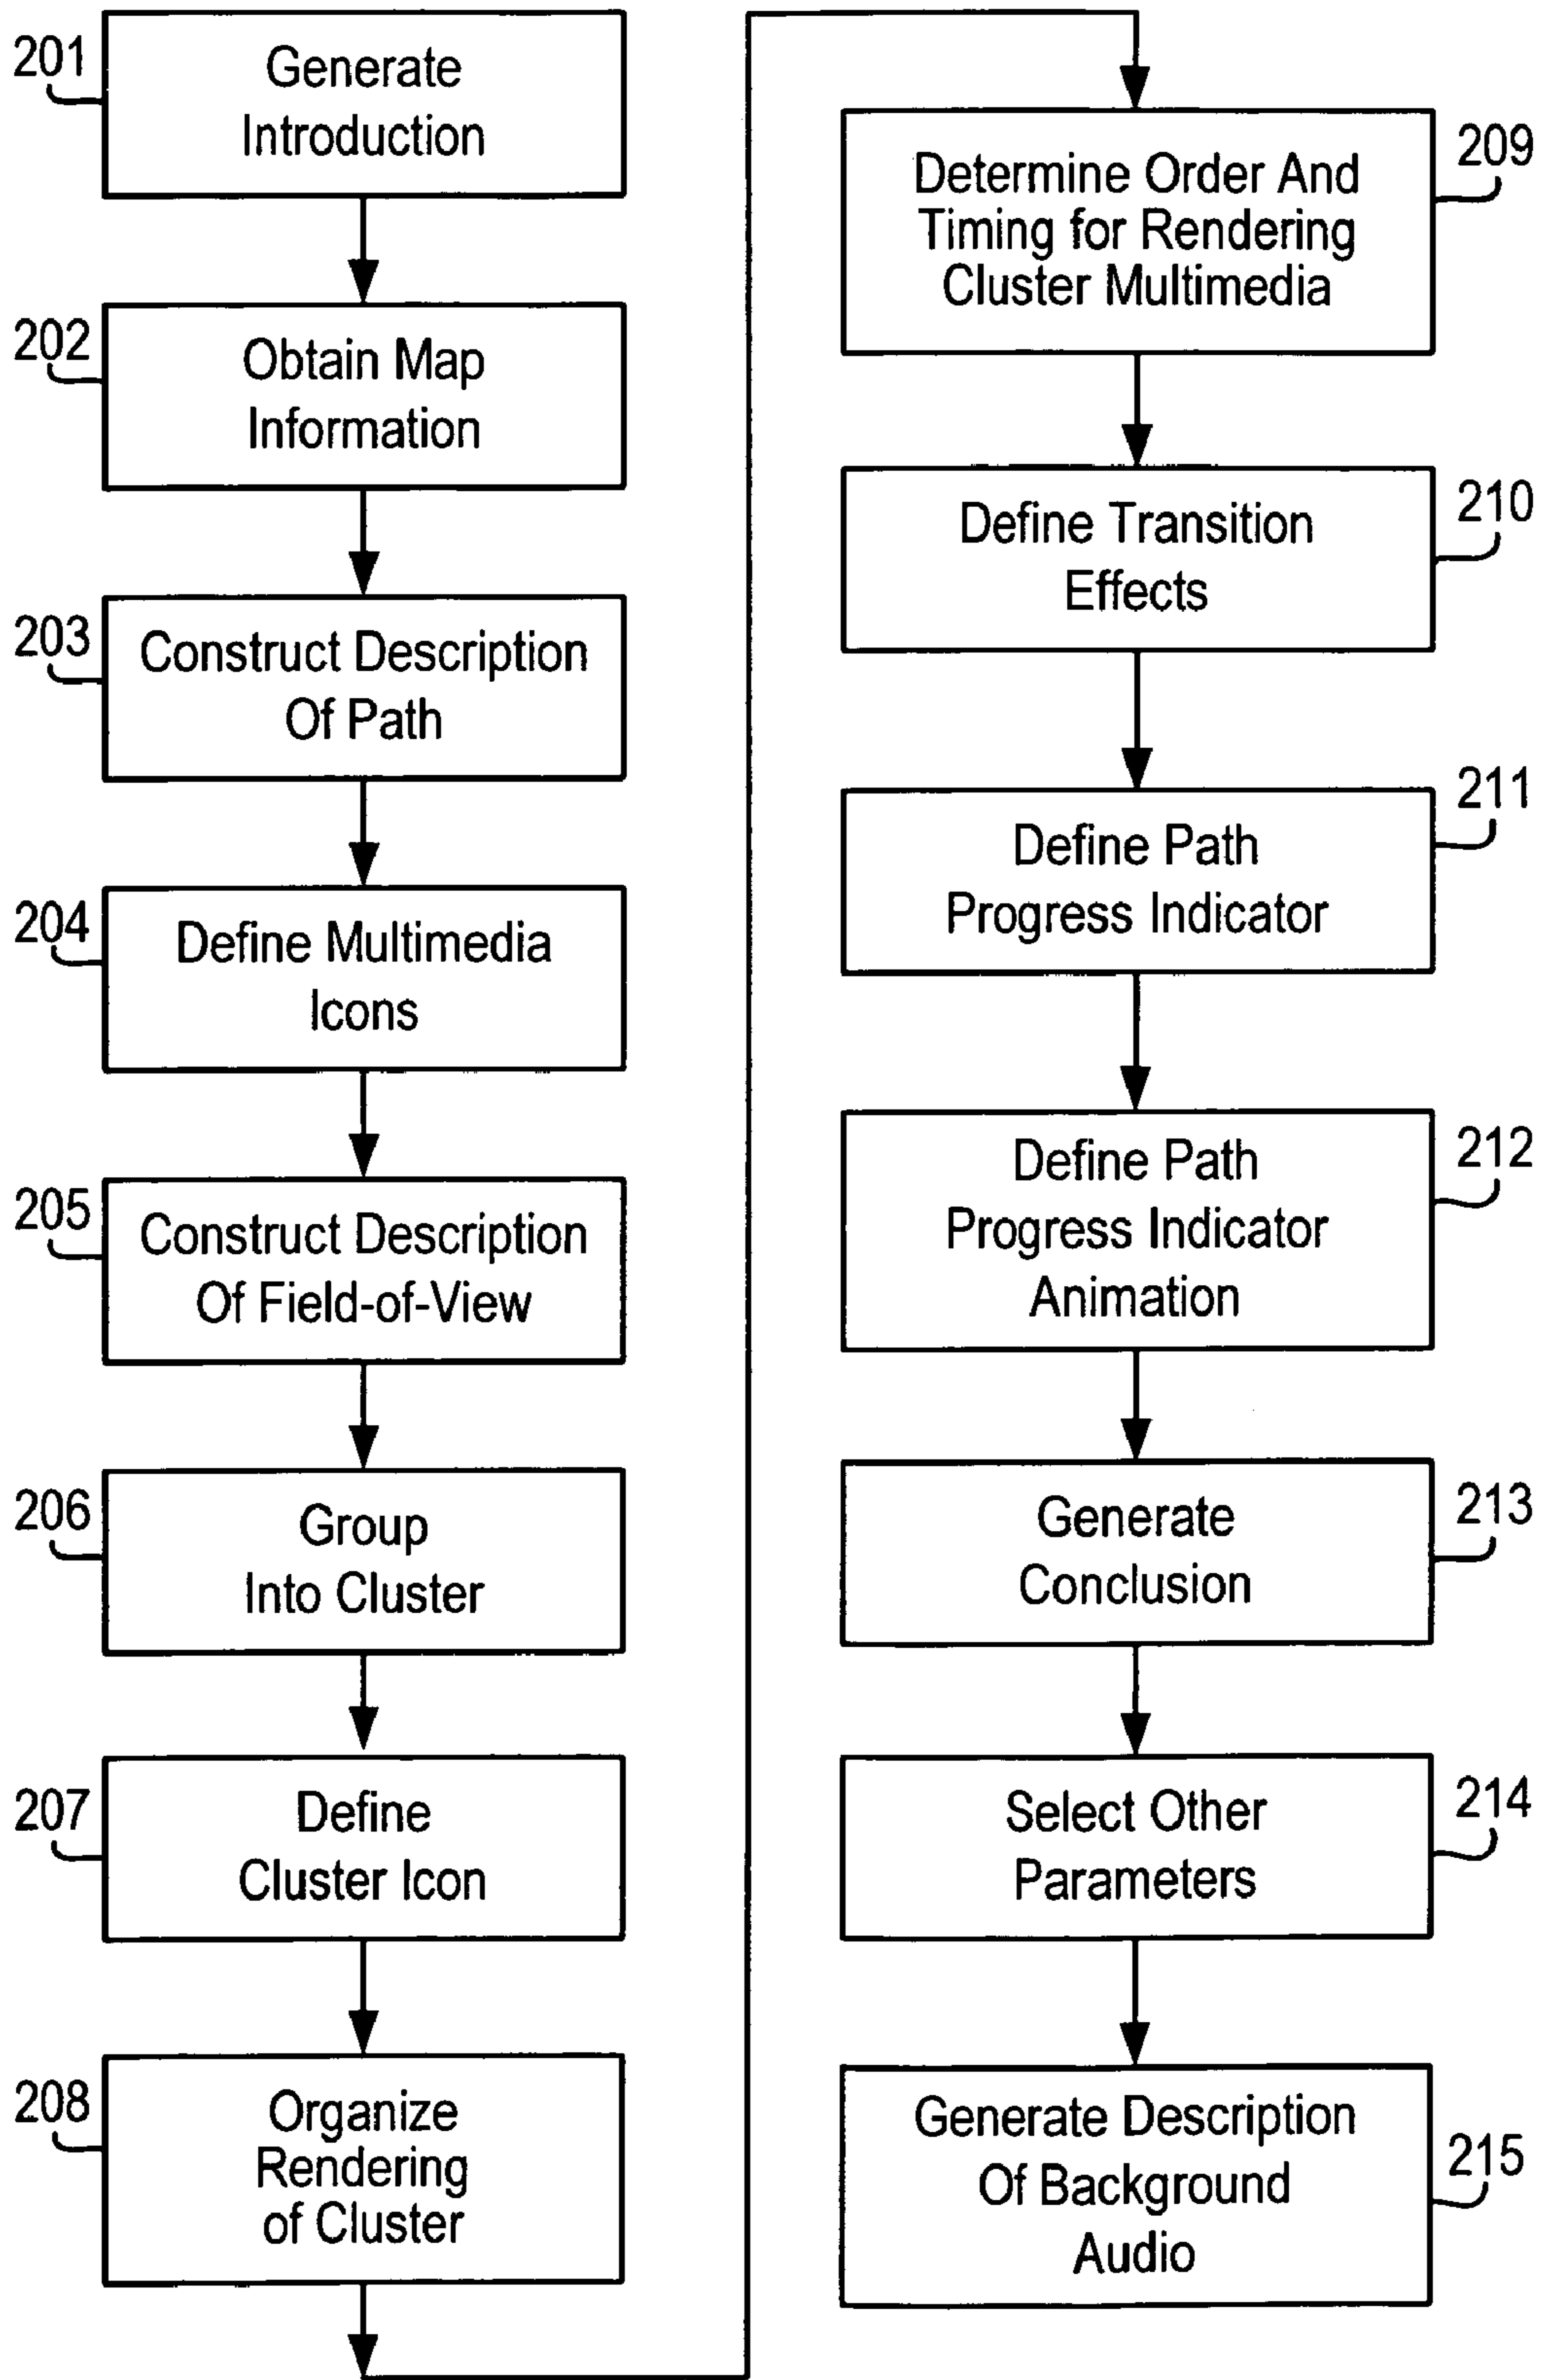 201
Generate
Introduction
202
Obtain Map
Information
203
Construct Description
Of Path
204
Define Multimedia
Icons
205
Construct Description
Of Field-of-View
206
Group
Into Cluster
207
Define
Cluster Icon
208
Organize
Rendering
of Cluster
209
Determine Order And
Timing for Rendering
Cluster Multimedia
210
Define Transition
Effects
211
Define Path
Progress Indicator
212
Define Path
Progress Indicator
Animation
213
Generate
Conclusion
214
Select Other
Parameters
215
Generate Description
Of Background
Audio